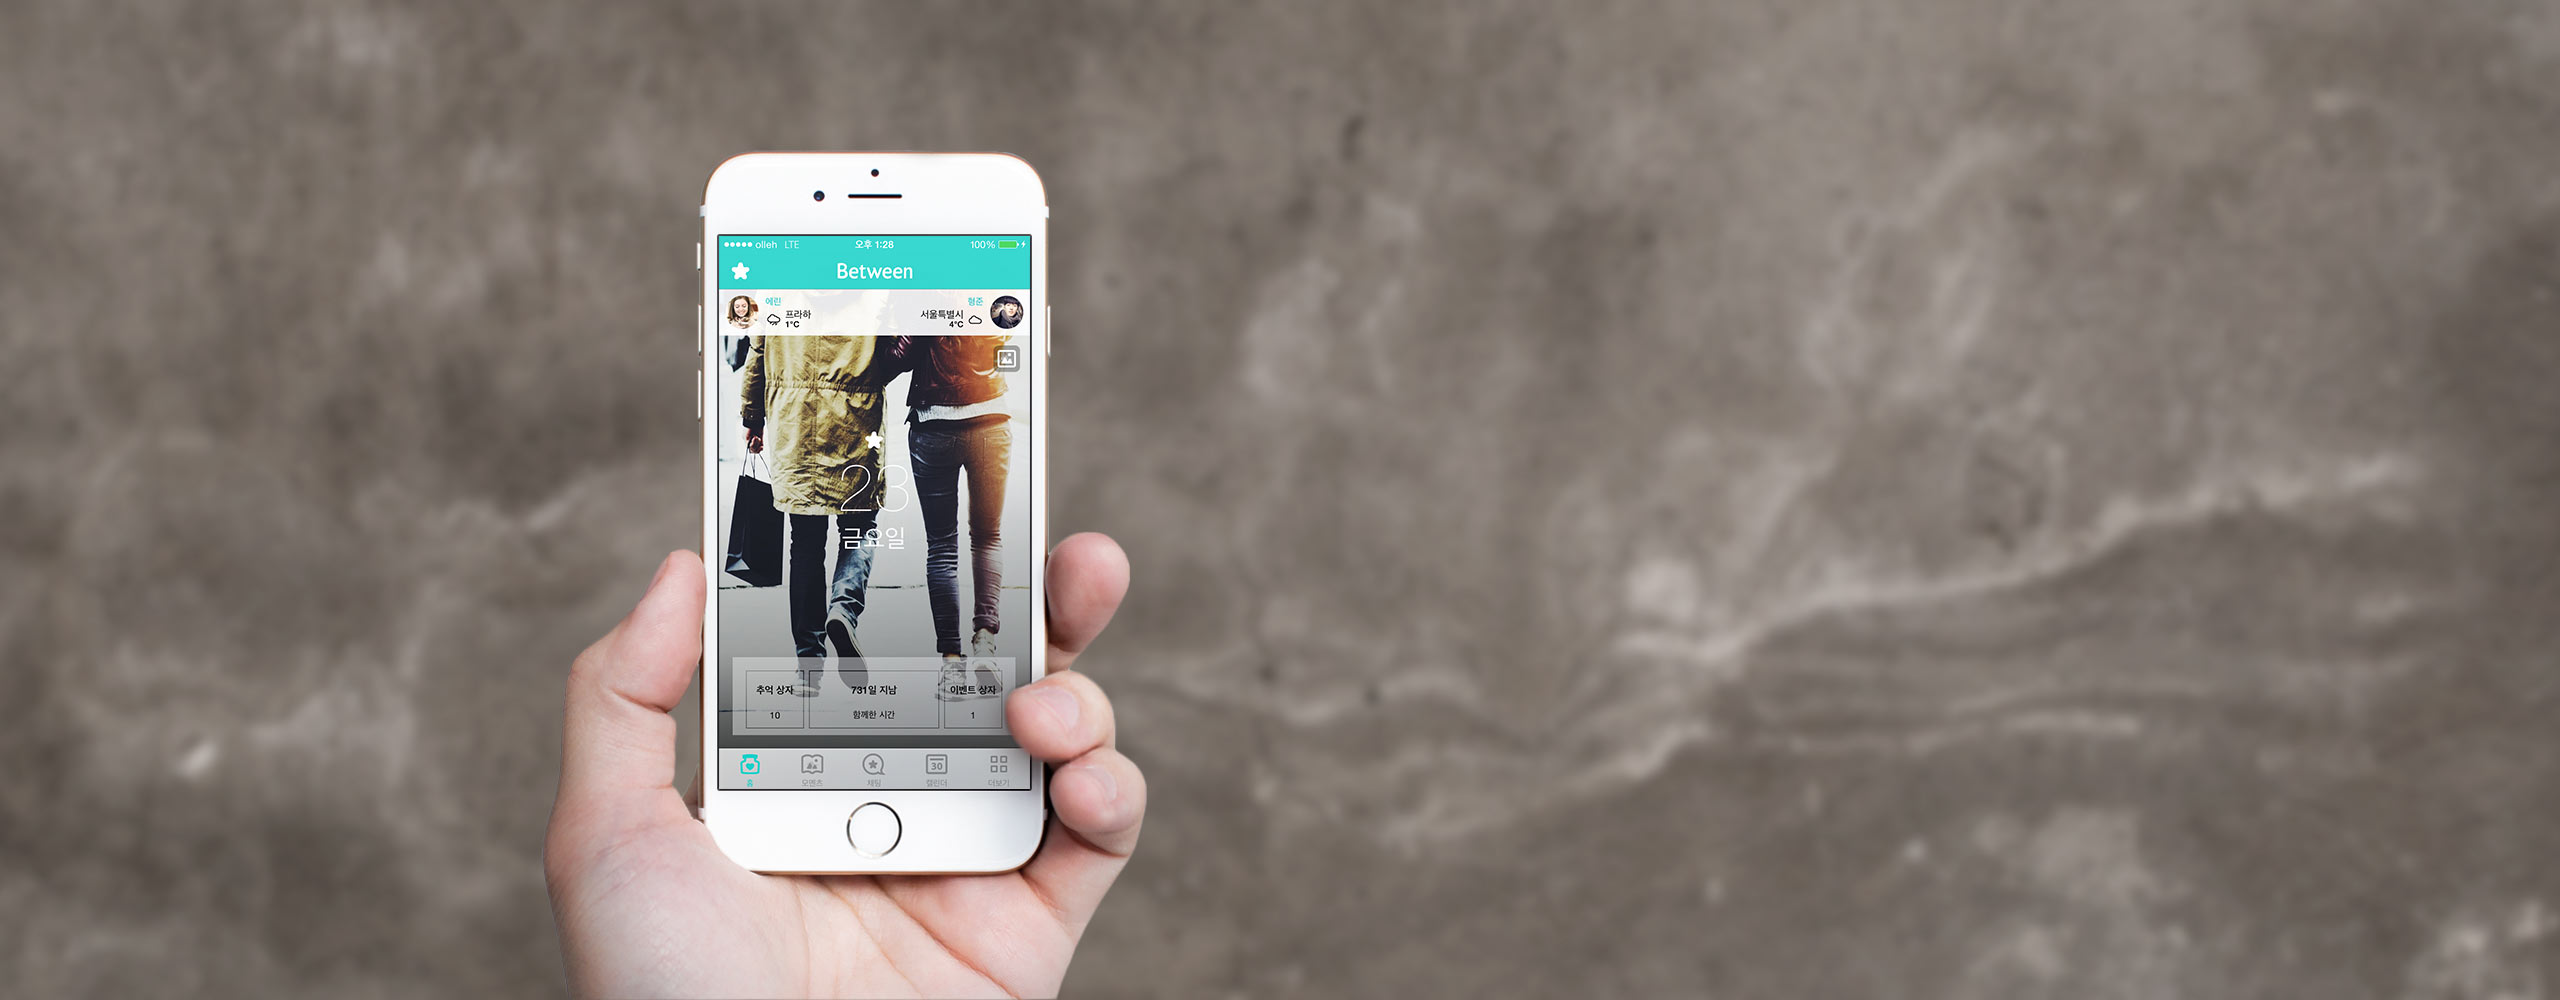 olleh LTE 오후 1:28 100%
Between
에린 형준
프라하 서울특별시
1°C 4°C
23
금요일
추억 상자 731일 지남 이벤트 상자
10 함께한 시간 1
30
홈 모멘츠 채팅 캘린더 더보기